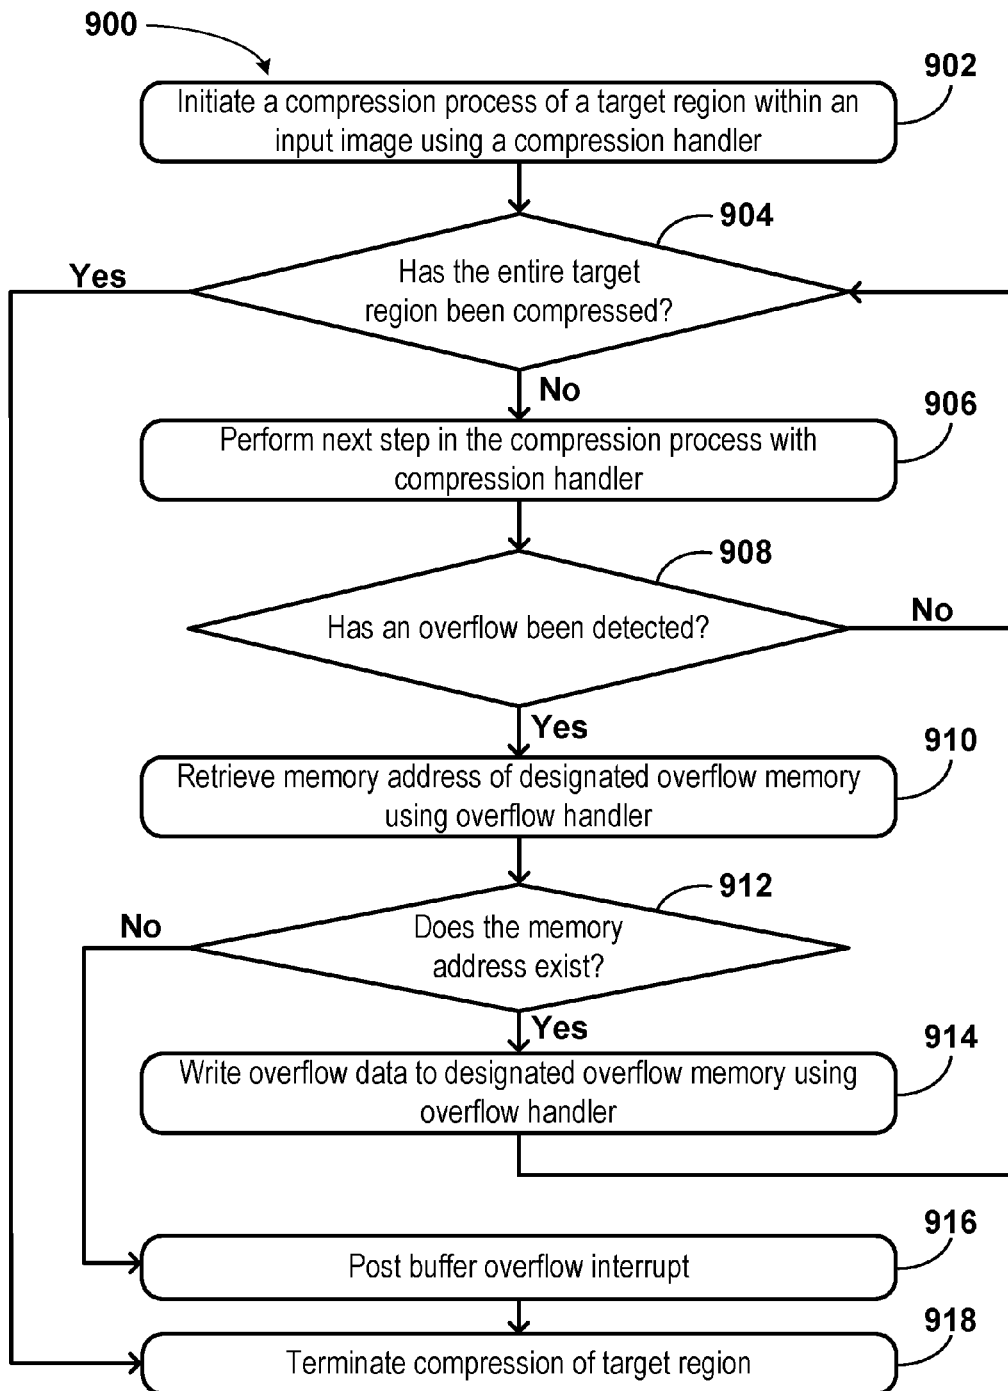 900
902
Initiate a compression process of a target region within an
input image using a compression handler
904
Has the entire target
region been compressed?
Yes
No
906
Perform next step in the compression process with
compression handler
908
Has an overflow been detected?
No
Yes
910
Retrieve memory address of designated overflow memory
using overflow handler
912
Does the memory
address exist?
No
Yes
914
Write overflow data to designated overflow memory using
overflow handler
916
Post buffer overflow interrupt
918
Terminate compression of target region